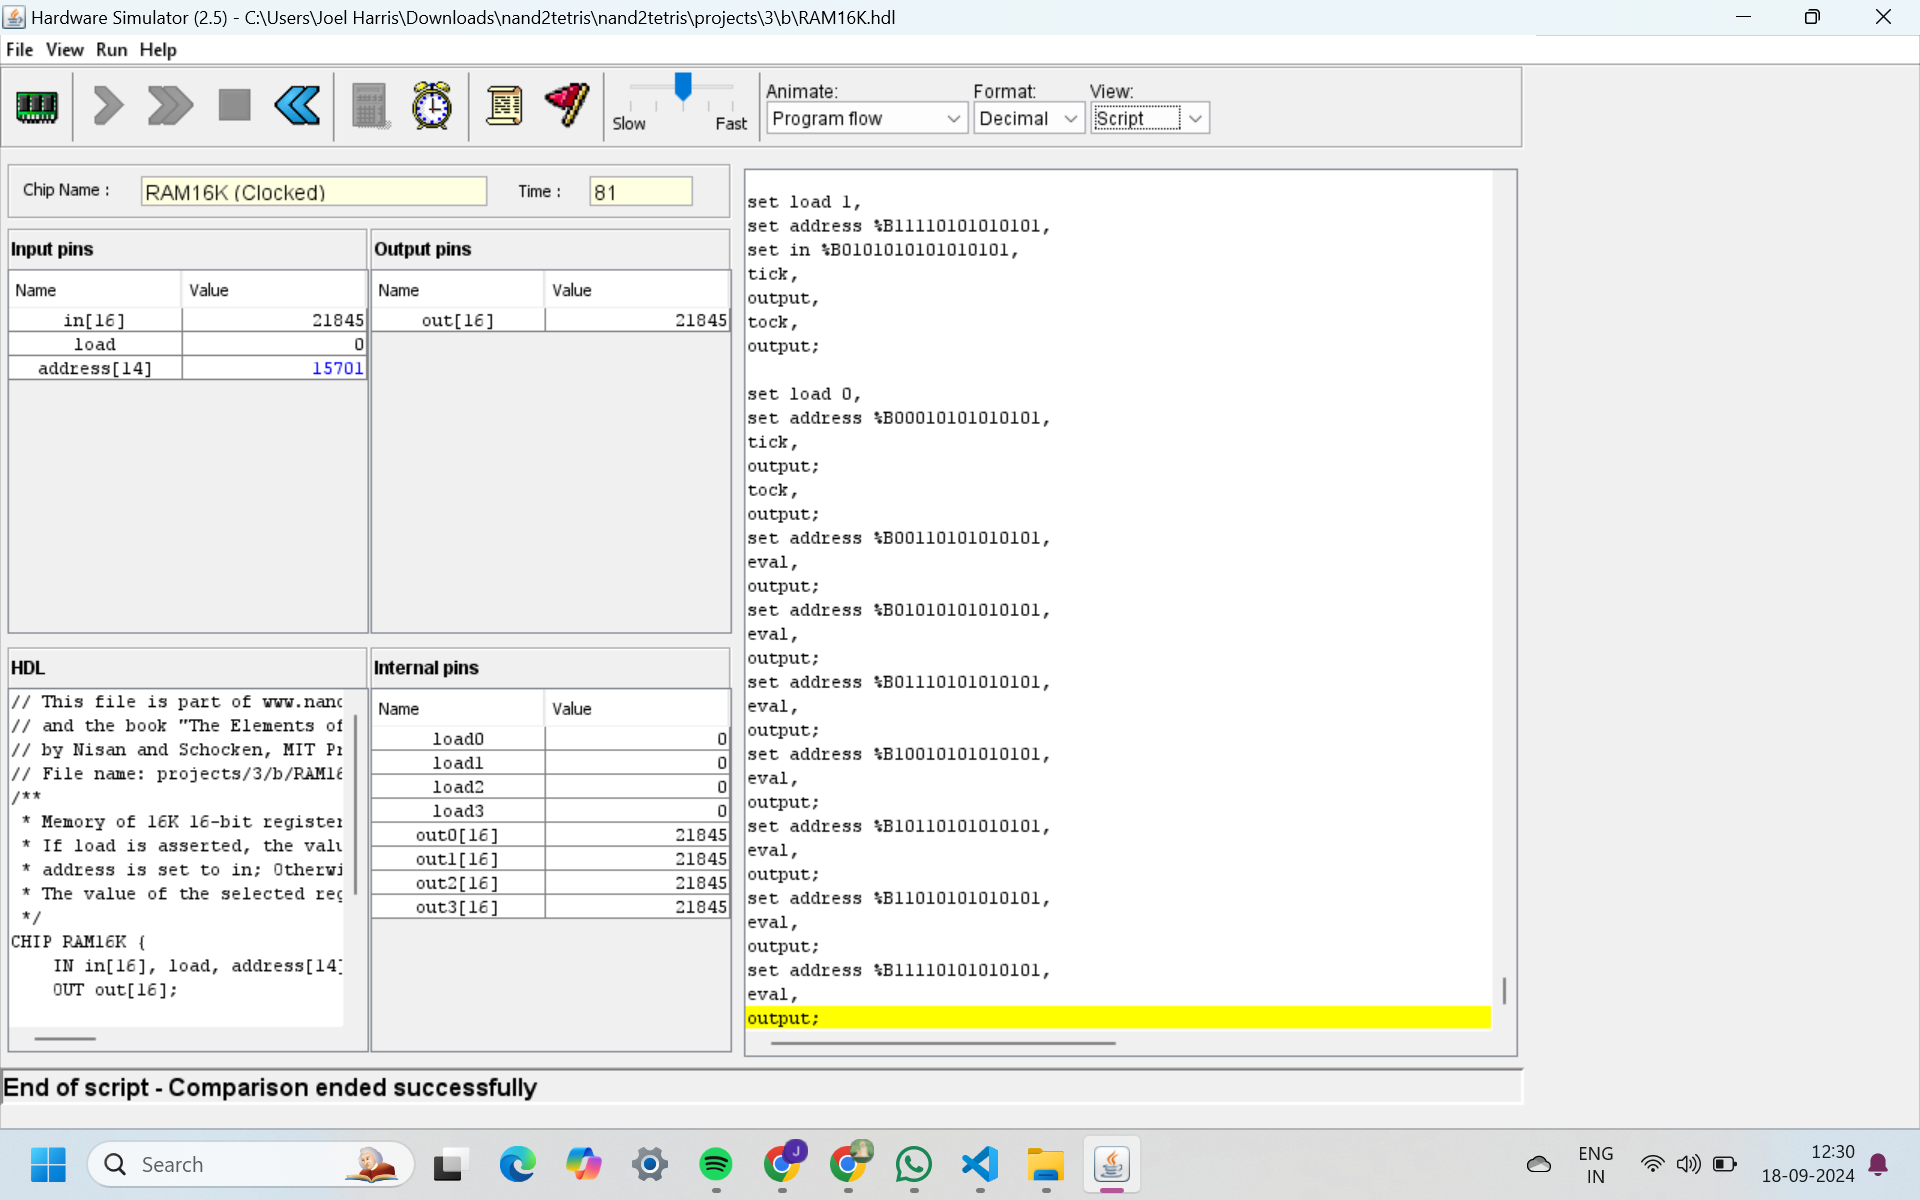 Hardware Simulator (2.5) - C:\Users\Joel Harris\Downloads\nand2tetris\nand2tetris\projects\3\b\RAM16K.hdl
File View Run Help
Slow Fast
Animate:
Program flow
Format:
Decimal
View:
Script
Chip Name : RAM16K (Clocked) Time : 81
Input pins
Name Value
in[16] 21845
load 0
address[14] 15701
Output pins
Name Value
out[16] 21845
HDL
// This file is part of www.nand
// and the book "The Elements of
// by Nisan and Schocken, MIT Pr
// File name: projects/3/b/RAM16
/**
* Memory of 16K 16-bit register
* If load is asserted, the valu
* address is set to in; Otherwi
* The value of the selected reg
*/
CHIP RAM16K {
IN in[16], load, address[14]
OUT out[16];
Internal pins
Name Value
load0 0
load1 0
load2 0
load3 0
out0[16] 21845
out1[16] 21845
out2[16] 21845
out3[16] 21845
set load 1,
set address %B11110101010101,
set in %B0101010101010101,
tick,
output,
tock,
output;
set load 0,
set address %B00010101010101,
tick,
output;
tock,
output;
set address %B00110101010101,
eval,
output;
set address %B01010101010101,
eval,
output;
set address %B01110101010101,
eval,
output;
set address %B10010101010101,
eval,
output;
set address %B10110101010101,
eval,
output;
set address %B11010101010101,
eval,
output;
set address %B11110101010101,
eval,
output;
End of script - Comparison ended successfully
Search
J
ENG
IN
12:30
18-09-2024